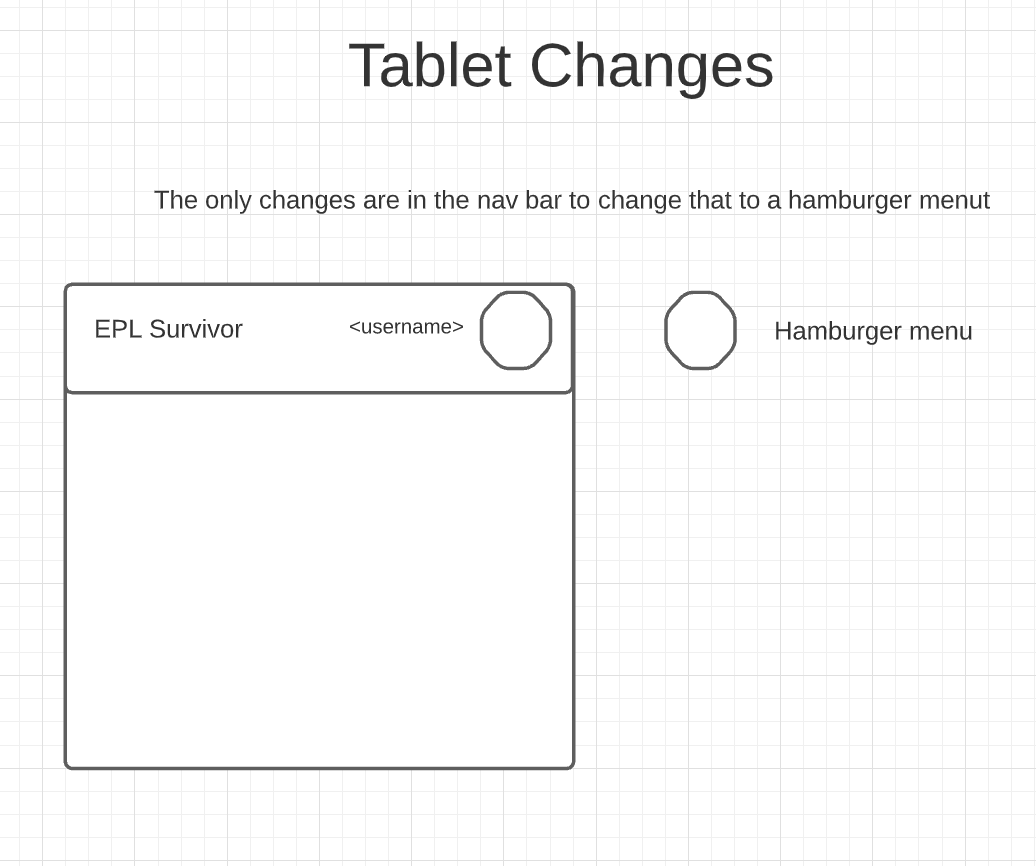 Tablet Changes
The only changes are in the nav bar to change that to a hamburger menut
EPL Survivor
<username>
Hamburger menu